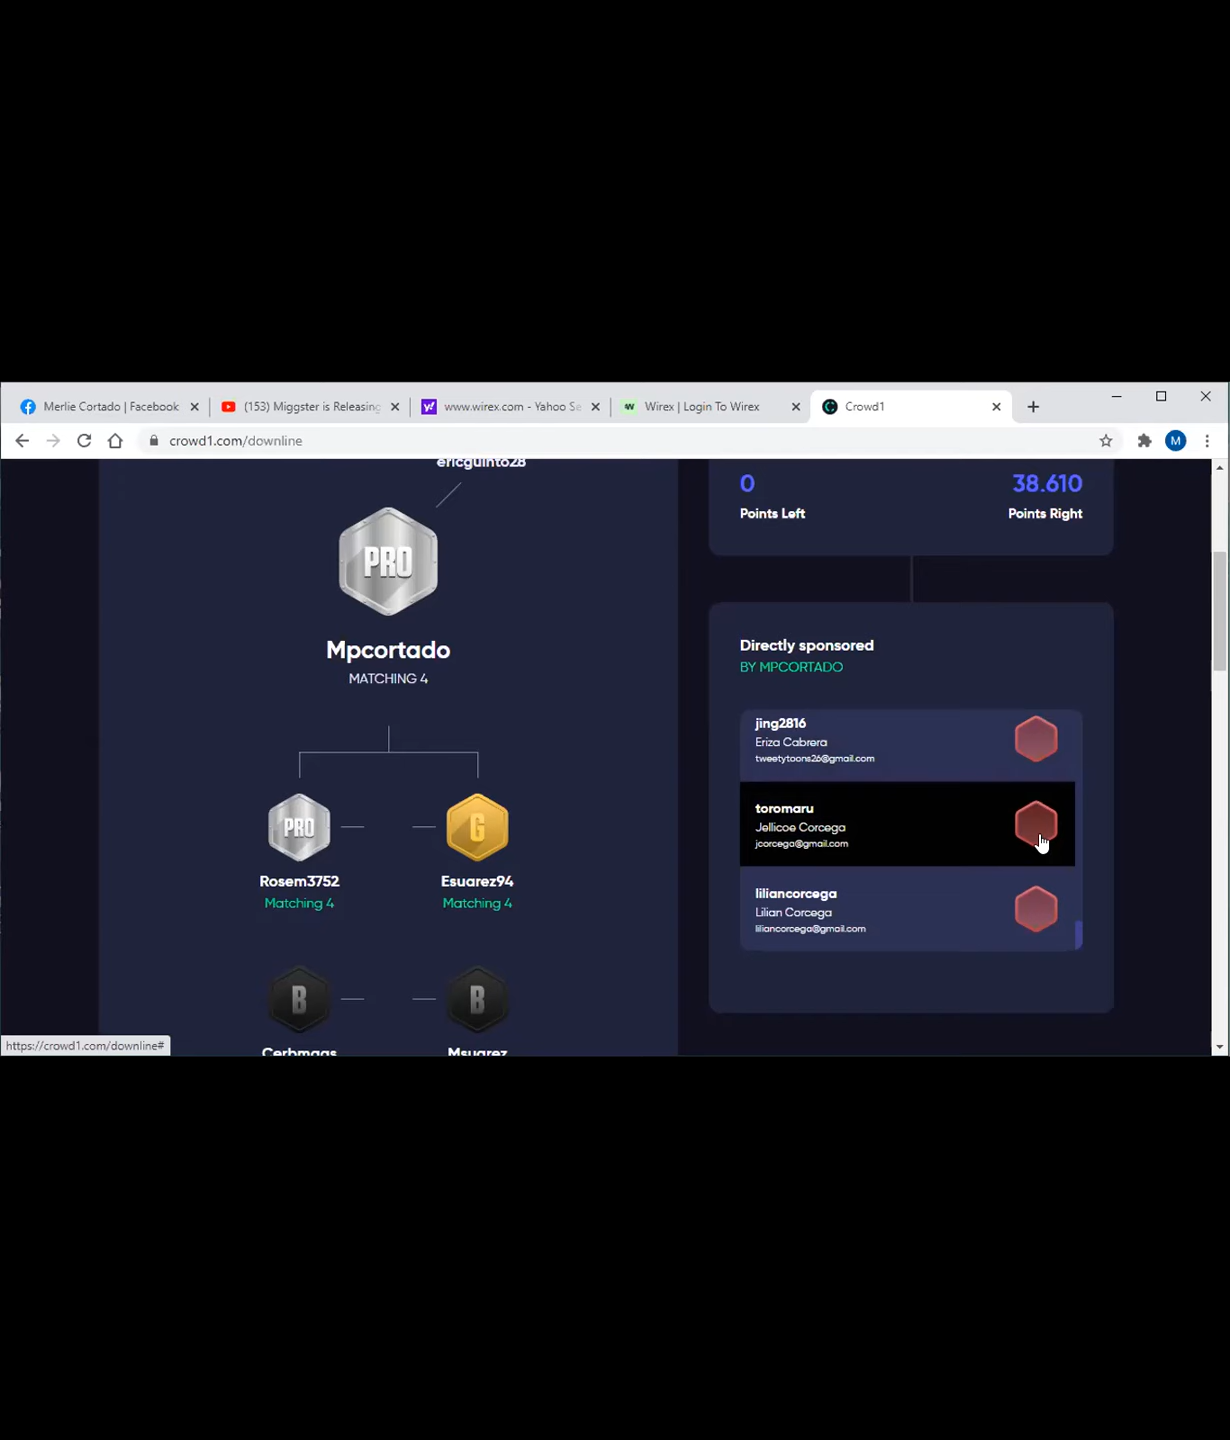 Merlie Cortado | Facebook
(153) Miggster is Releasing
www.wirex.com - Yahoo Se
Wirex | Login To Wirex
Crowd1
crowd1.com/downline
M
ericguinto28
PRO
Mpcortado
MATCHING 4
PRO
G
Rosem3752
Esuarez94
Matching 4
Matching 4
B
B
Cerbmags
Msuarez
0
38.610
Points Left
Points Right
Directly sponsored
BY MPCORTADO
jing2816
Eriza Cabrera
tweetytoons26@gmail.com
toromaru
Jellicoe Corcega
jcorcega@gmail.com
liliancorcega
Lilian Corcega
liliancorcega@gmail.com
https://crowd1.com/downline#